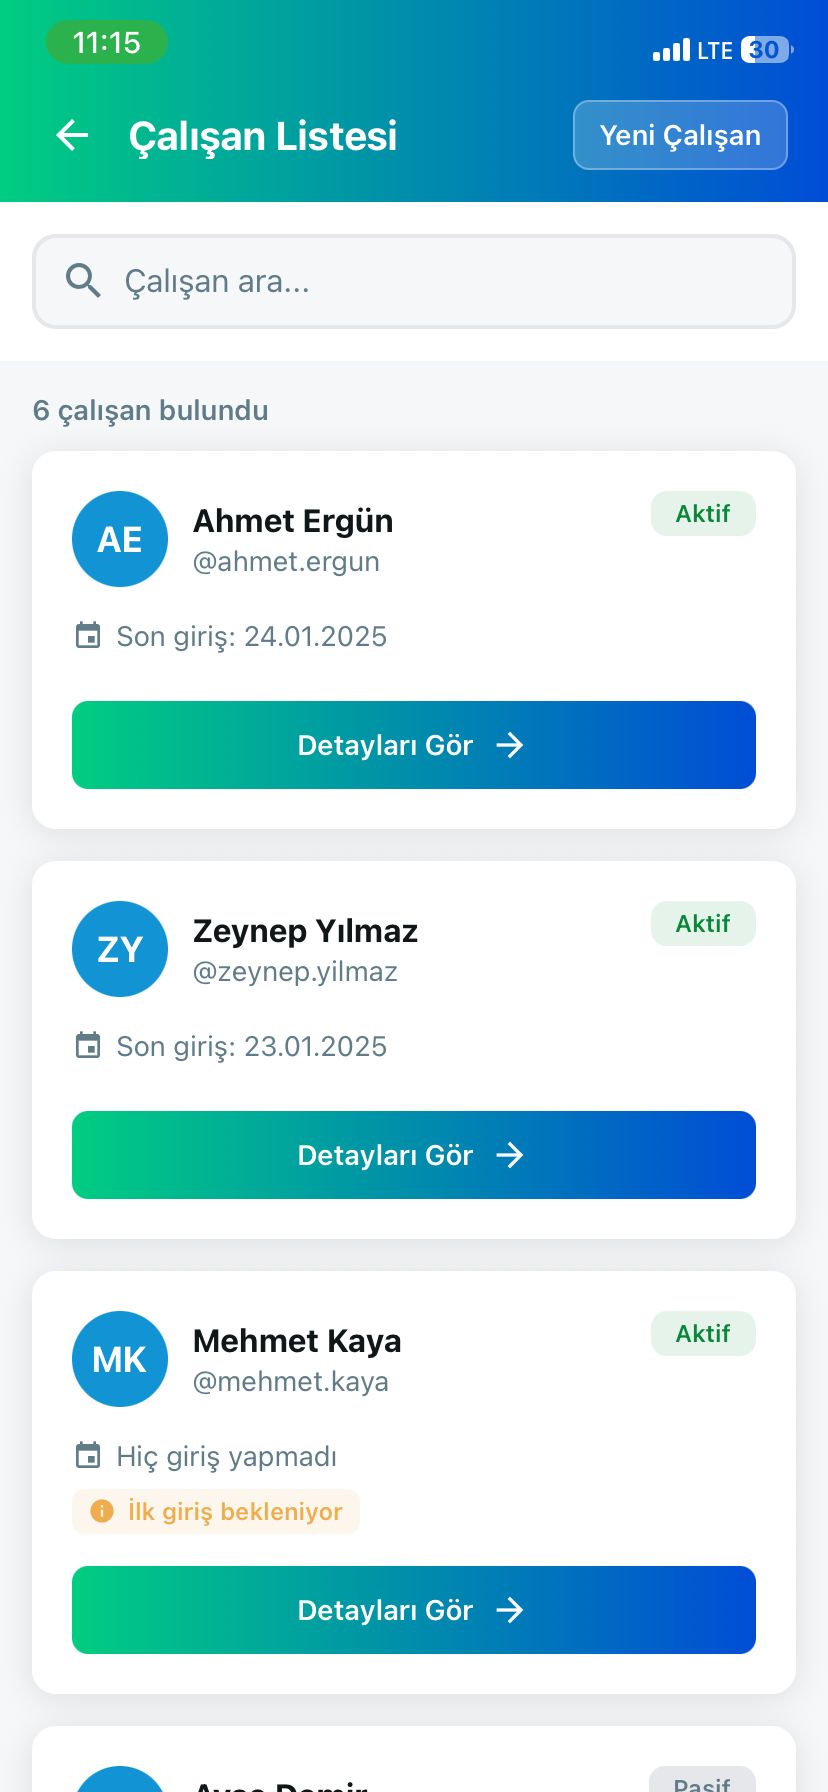 11:15
LTE 30
Çalışan Listesi
Yeni Çalışan
Çalışan ara...
6 çalışan bulundu
AE
Ahmet Ergün
Aktif
@ahmet.ergun
Son giriş: 24.01.2025
Detayları Gör
ZY
Zeynep Yılmaz
Aktif
@zeynep.yilmaz
Son giriş: 23.01.2025
Detayları Gör
MK
Mehmet Kaya
Aktif
@mehmet.kaya
Hiç giriş yapmadı
İlk giriş bekleniyor
Detayları Gör
Pasif